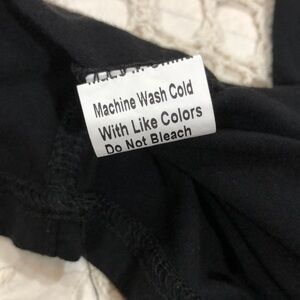 Machine Wash Cold
With Like Colors
Do Not Bleach